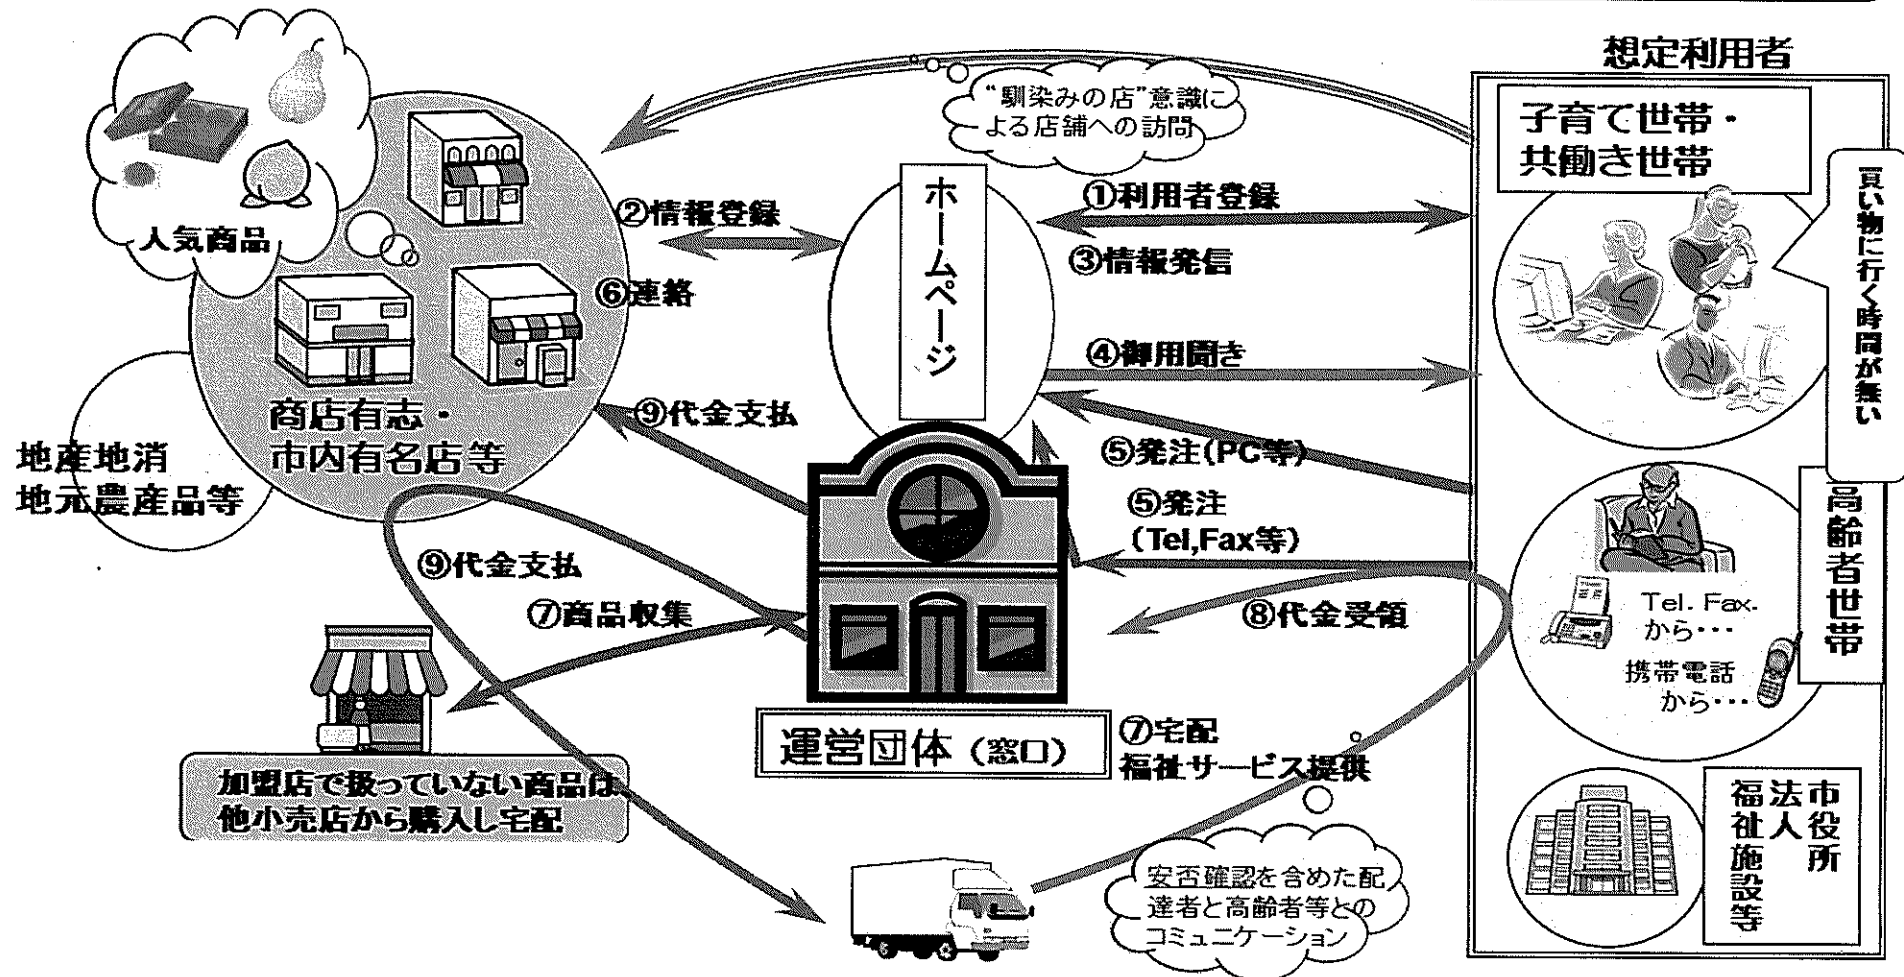 想定利用者
子育て世帯・
共働き世帯
買い物に行く時間が無い
“馴染みの店”意識に
よる店舗への訪問
ホームページ
①利用者登録
②情報登録
③情報発信
人気商品
⑥連絡
④御用聞き
商店有志・
市内有名店等
⑨代金支払
⑤発注(PC等)
地産地消
地元農産品等
⑤発注
(Tel,Fax等)
高齢者世帯
⑨代金支払
⑦商品収集
⑧代金受領
Tel. Fax.
から・・・
携帯電話
から・・・
運営団体（窓口）
⑦宅配
福祉サービス提供
加盟店で扱っていない商品は、
他小売店から購入し宅配
市役所
法人
福祉施設等
安否確認を含めた配
達者と高齢者等との
コミュニケーション